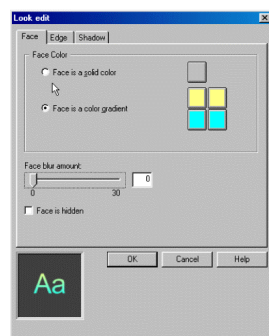 Look edit
Face Edge Shadow
Face Color
Face is a solid color
Face is a color gradient
Face blur amount:
0
0 30
Face is hidden
OK Cancel Help
Aa